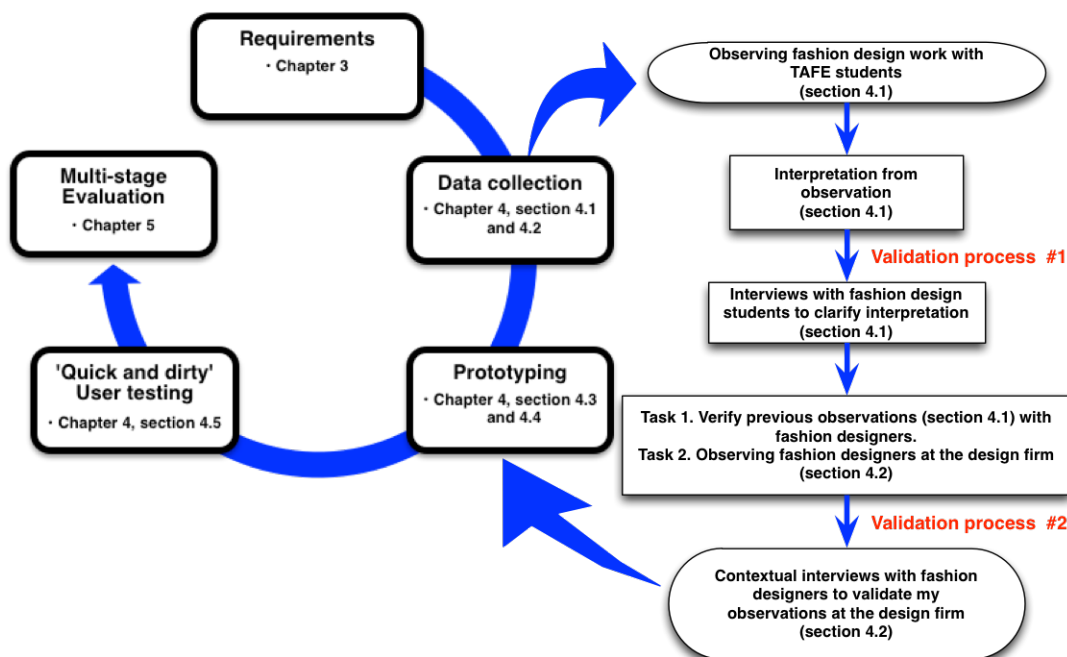 Requirements
· Chapter 3
Data collection
· Chapter 4, section 4.1
and 4.2
Prototyping
· Chapter 4, section 4.3
and 4.4
'Quick and dirty'
User testing
· Chapter 4, section 4.5
Multi-stage
Evaluation
· Chapter 5
Observing fashion design work with
TAFE students
(section 4.1)
Interpretation from
observation
(section 4.1)
Validation process #1
Interviews with fashion design
students to clarify interpretation
(section 4.1)
Task 1. Verify previous observations (section 4.1) with
fashion designers.
Task 2. Observing fashion designers at the design firm
(section 4.2)
Validation process #2
Contextual interviews with fashion
designers to validate my
observations at the design firm
(section 4.2)